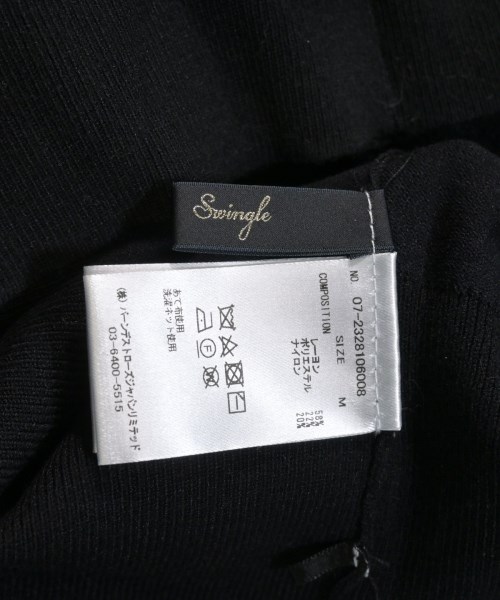 Swingle
NO. 07-2328106008
SIZE M
COMPOSITION
レーヨン 58%
ポリエステル 22%
ナイロン 20%
あて布使用
洗濯ネット使用
(株)バーンデストローズジャパンリミテッド
03-6400-5515